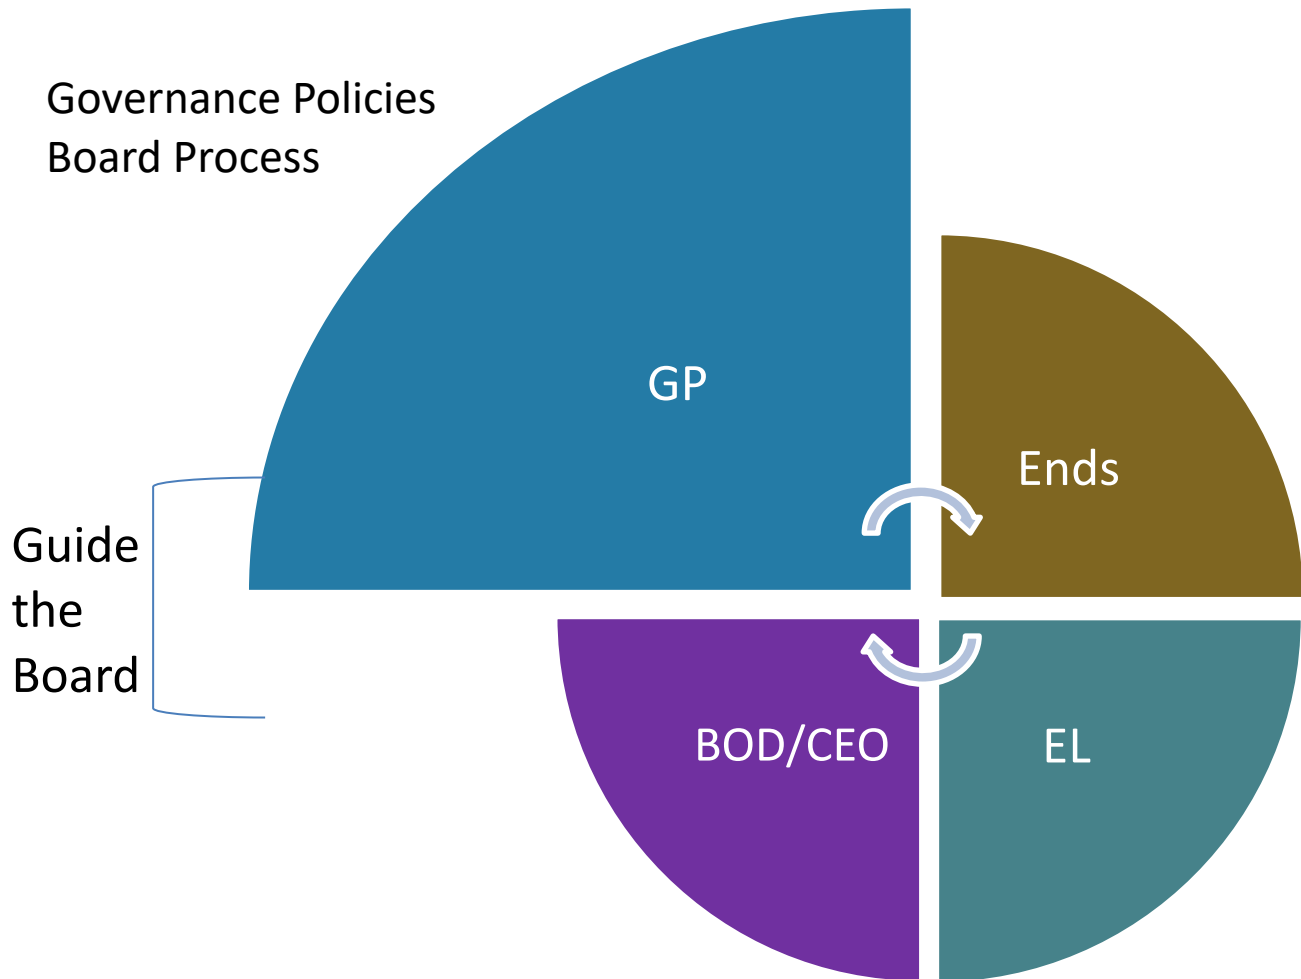 Governance Policies
Board Process
GP
Ends
Guide
the
Board
BOD/CEO
EL